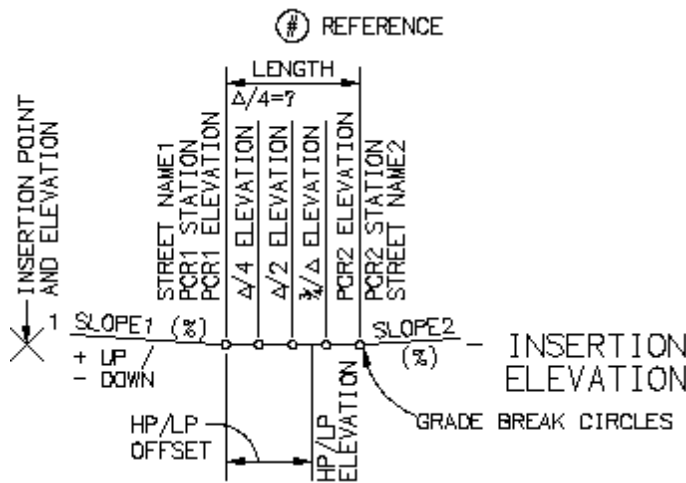 # REFERENCE
LENGTH
Δ/4=?
INSERTION POINT
AND ELEVATION
STREET NAME1
PCR1 STATION
PCR1 ELEVATION
Δ/4 ELEVATION
Δ/2 ELEVATION
¾/Δ ELEVATION
PCR2 ELEVATION
PCR2 STATION
STREET NAME2
1
SLOPE1 (%)
+ UP
- DOWN
SLOPE2
(%)
- INSERTION
ELEVATION
HP/LP
OFFSET
HP/LP
ELEVATION
GRADE BREAK CIRCLES